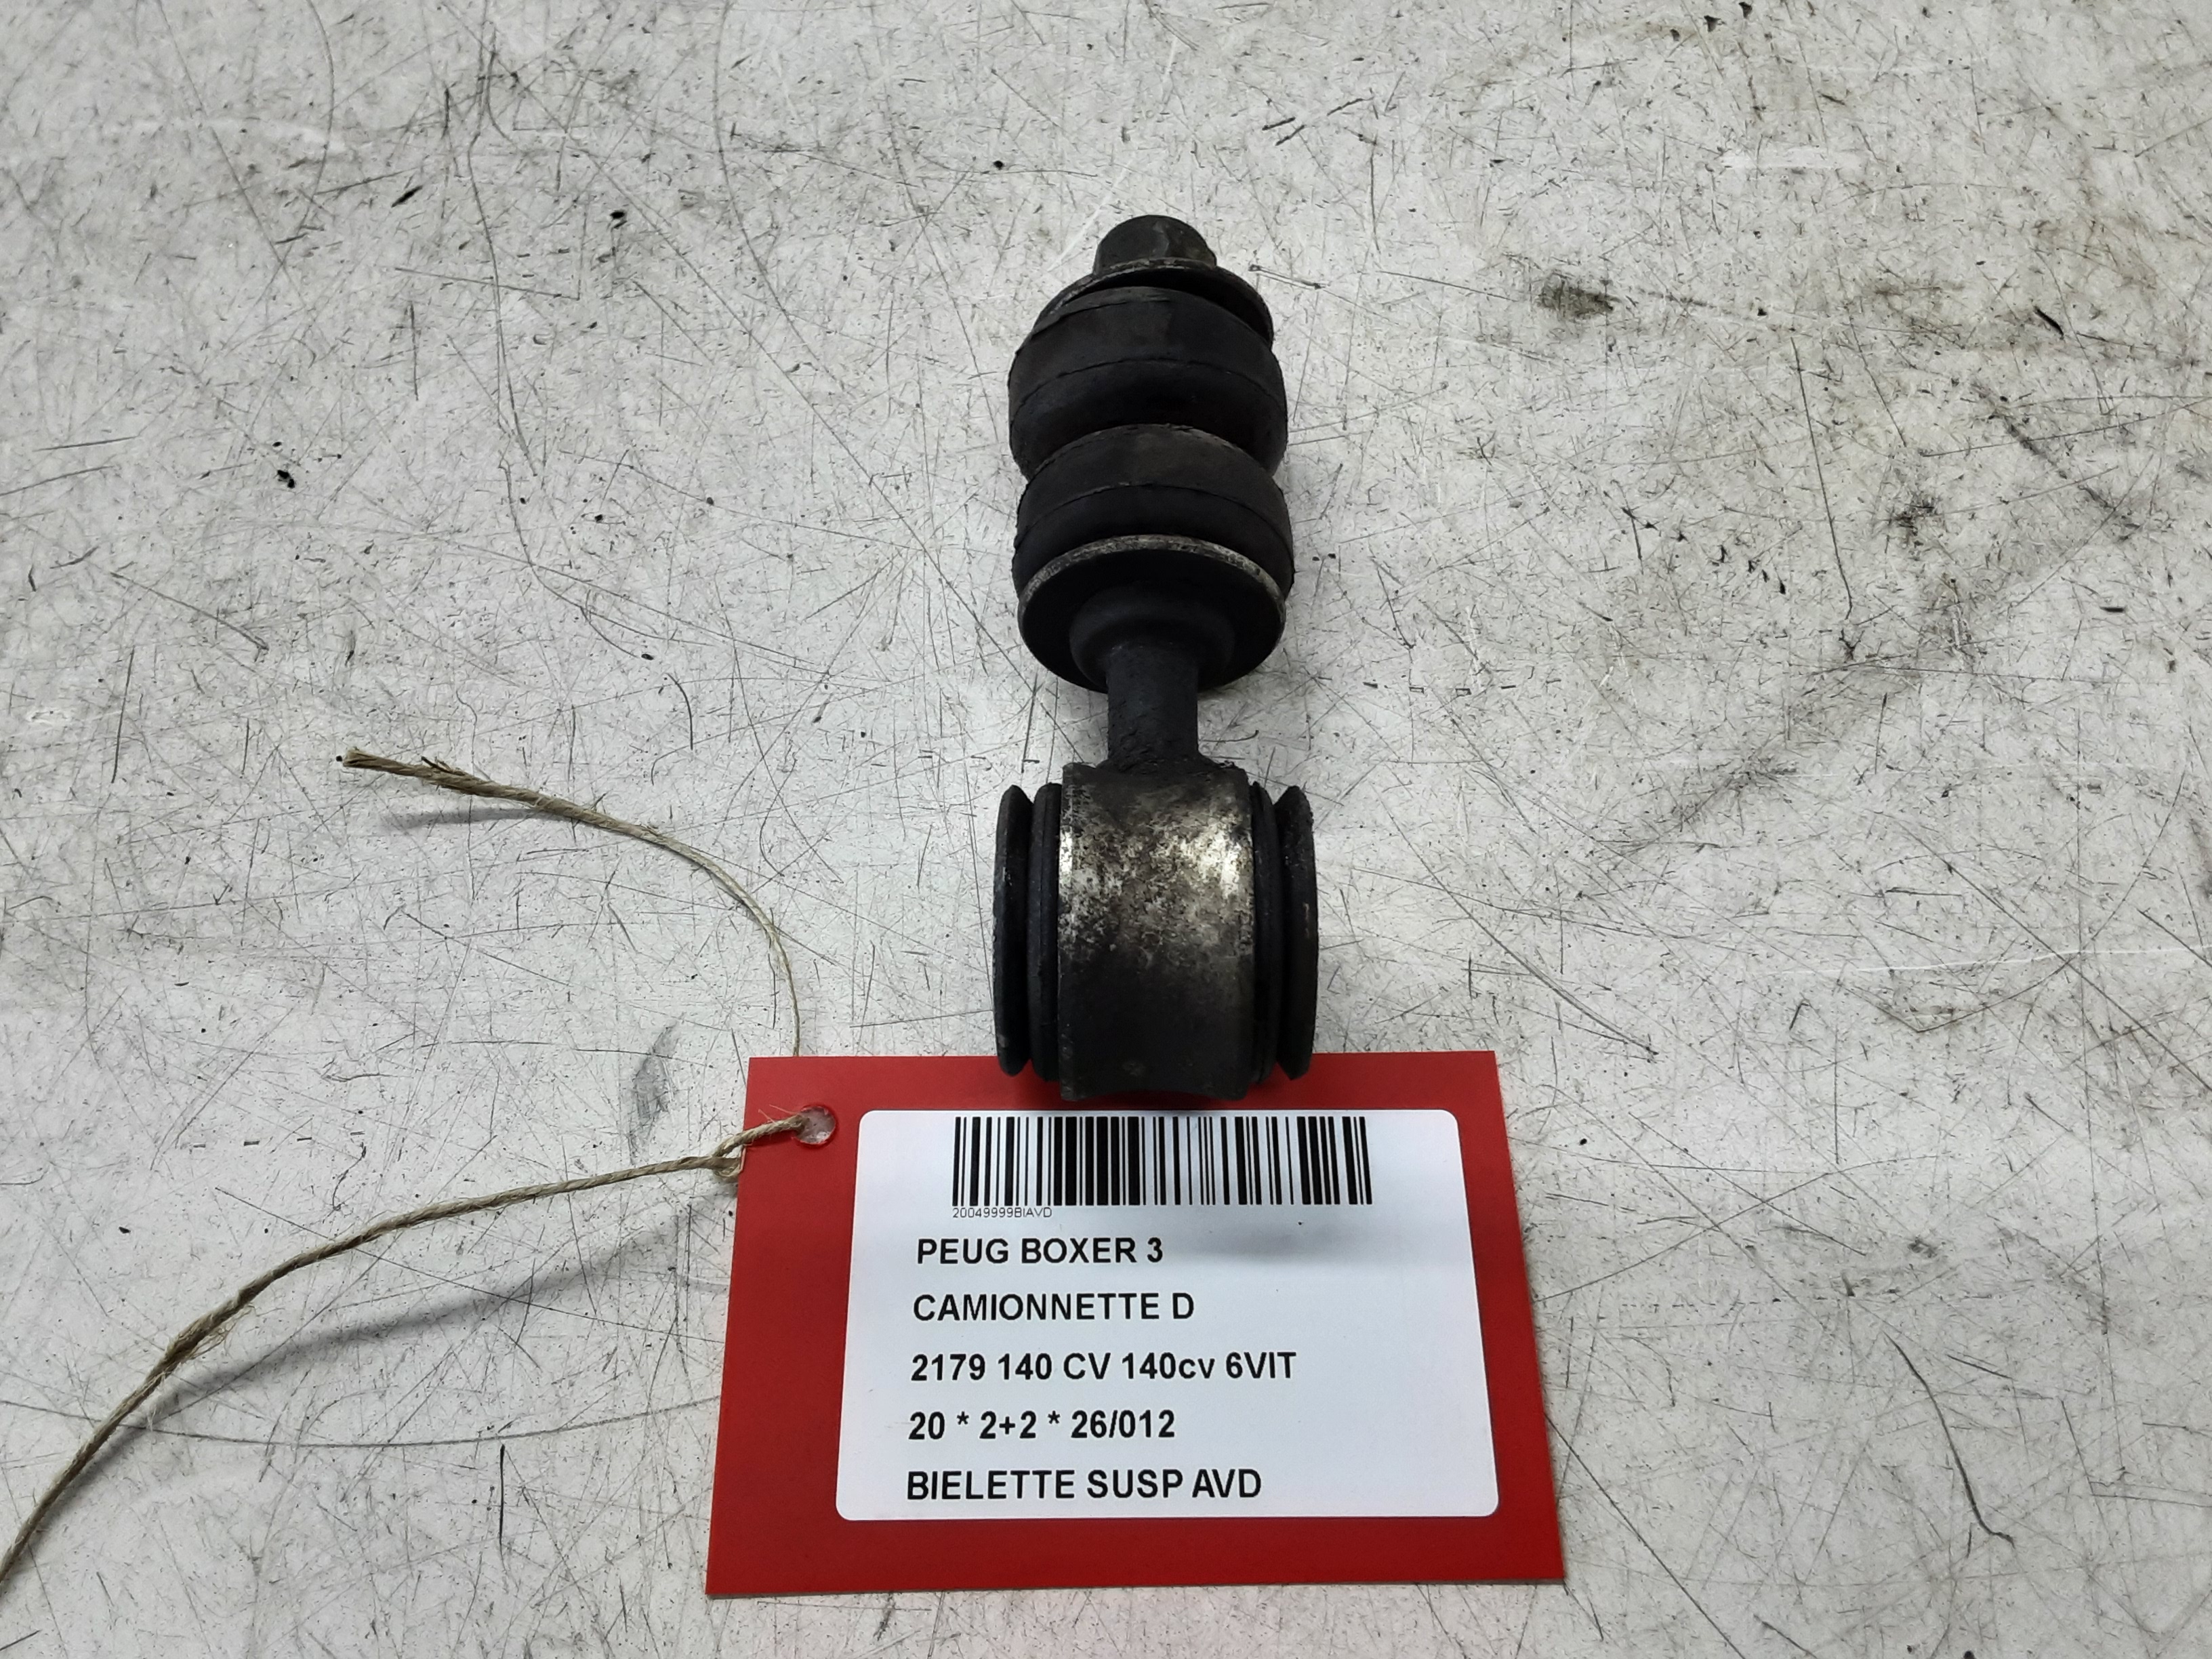 20049999BIAVD
PEUG BOXER 3
CAMIONNETTE D
2179 140 CV 140cv 6VIT
20 * 2+2 * 26/012
BIELETTE SUSP AVD